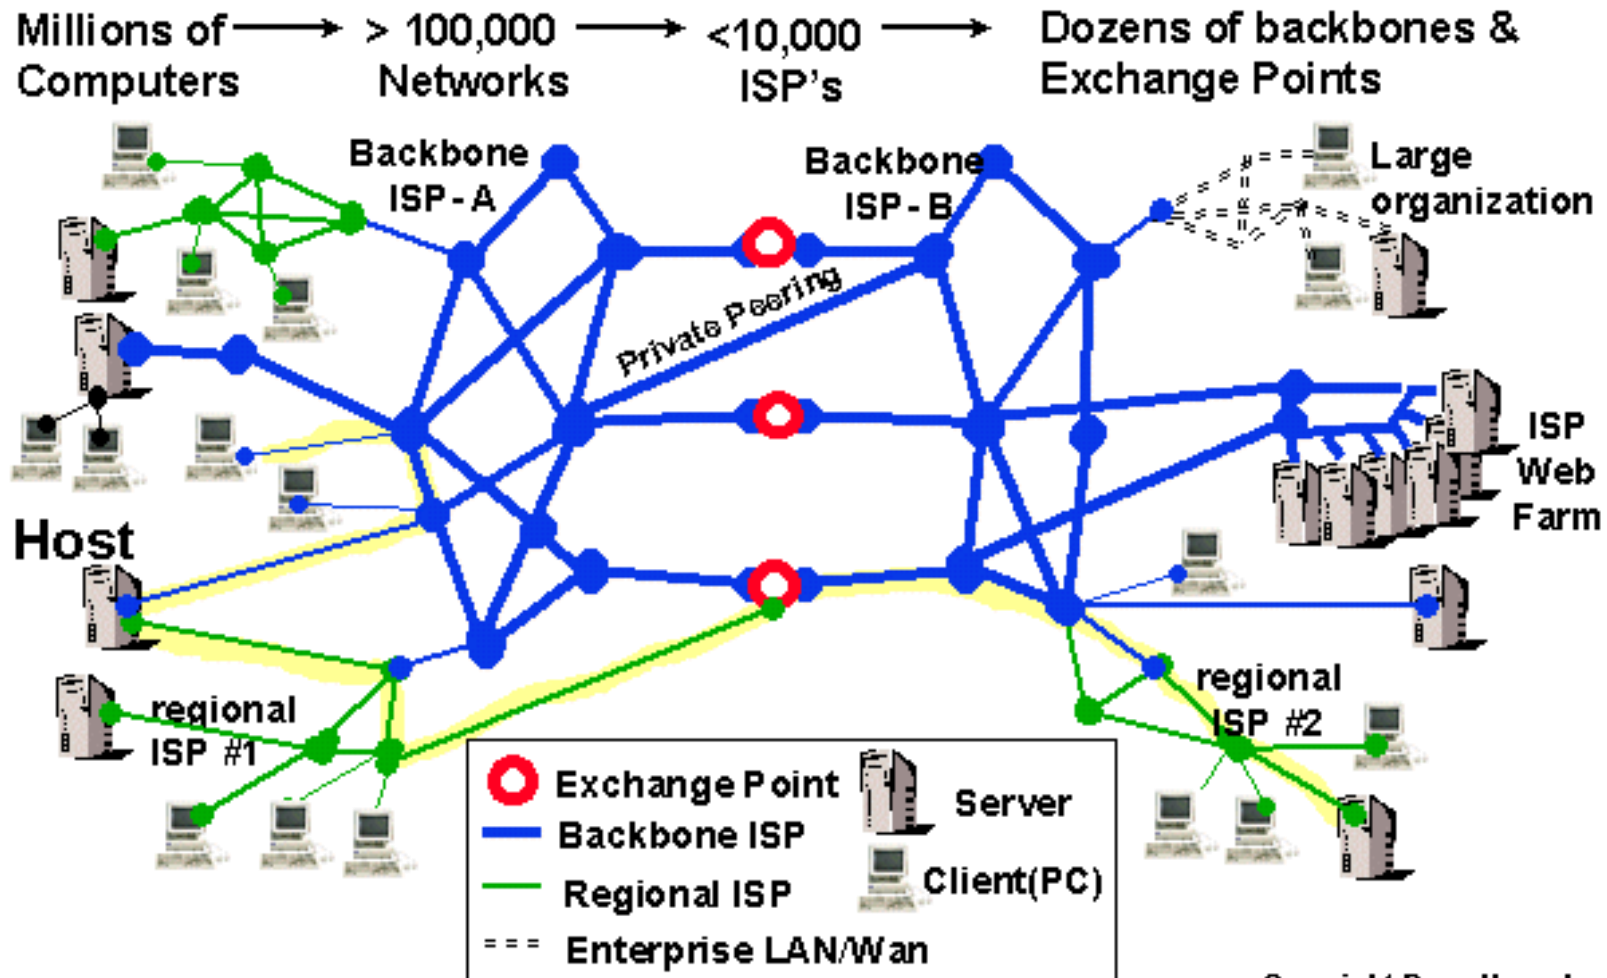 Millions of Computers
> 100,000 Networks
<10,000 ISP's
Dozens of backbones & Exchange Points
Backbone
ISP-A
Backbone
ISP-B
Large
organization
Private Peering
ISP
Web
Farm
Host
regional
ISP #1
regional
ISP #2
Exchange Point
Backbone ISP
Regional ISP
Enterprise LAN/Wan
Server
Client(PC)